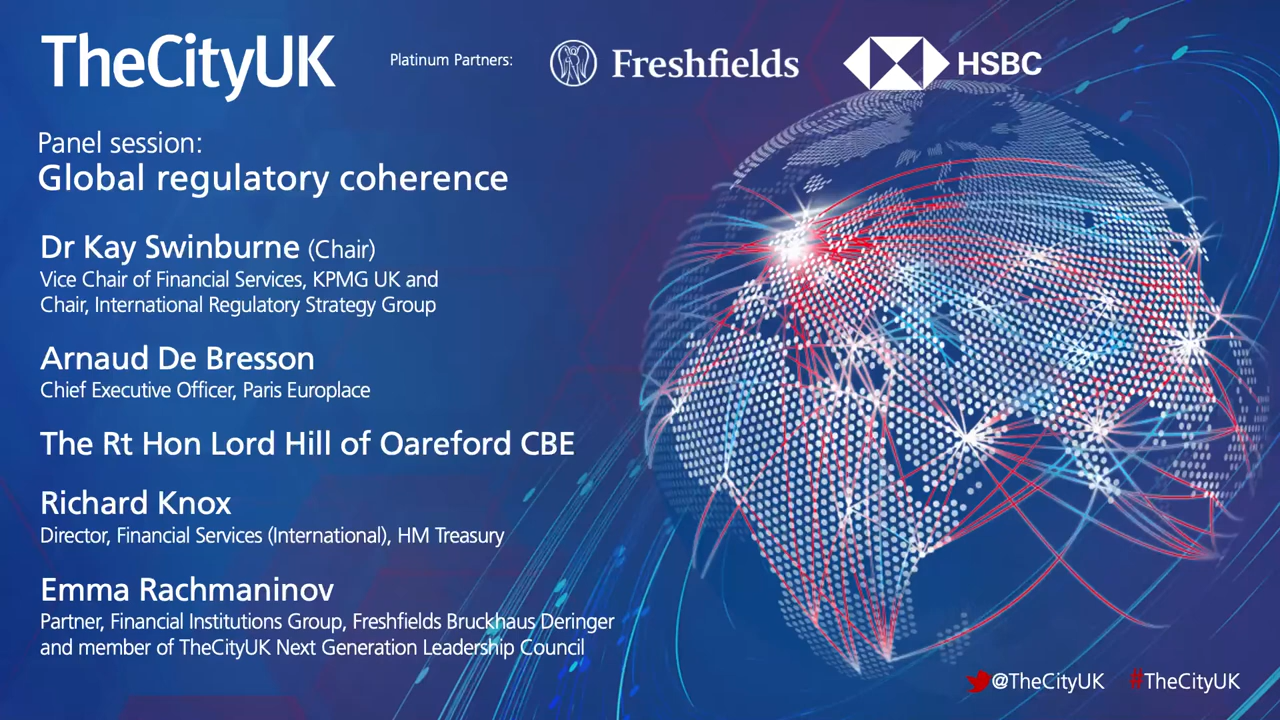 TheCityUK
Platinum Partners:
Freshfields
HSBC
Panel session:
Global regulatory coherence
Dr Kay Swinburne (Chair)
Vice Chair of Financial Services, KPMG UK and
Chair, International Regulatory Strategy Group
Arnaud De Bresson
Chief Executive Officer, Paris Europlace
The Rt Hon Lord Hill of Oareford CBE
Richard Knox
Director, Financial Services (International), HM Treasury
Emma Rachmaninov
Partner, Financial Institutions Group, Freshfields Bruckhaus Deringer
and member of TheCityUK Next Generation Leadership Council
@TheCityUK
#TheCityUK